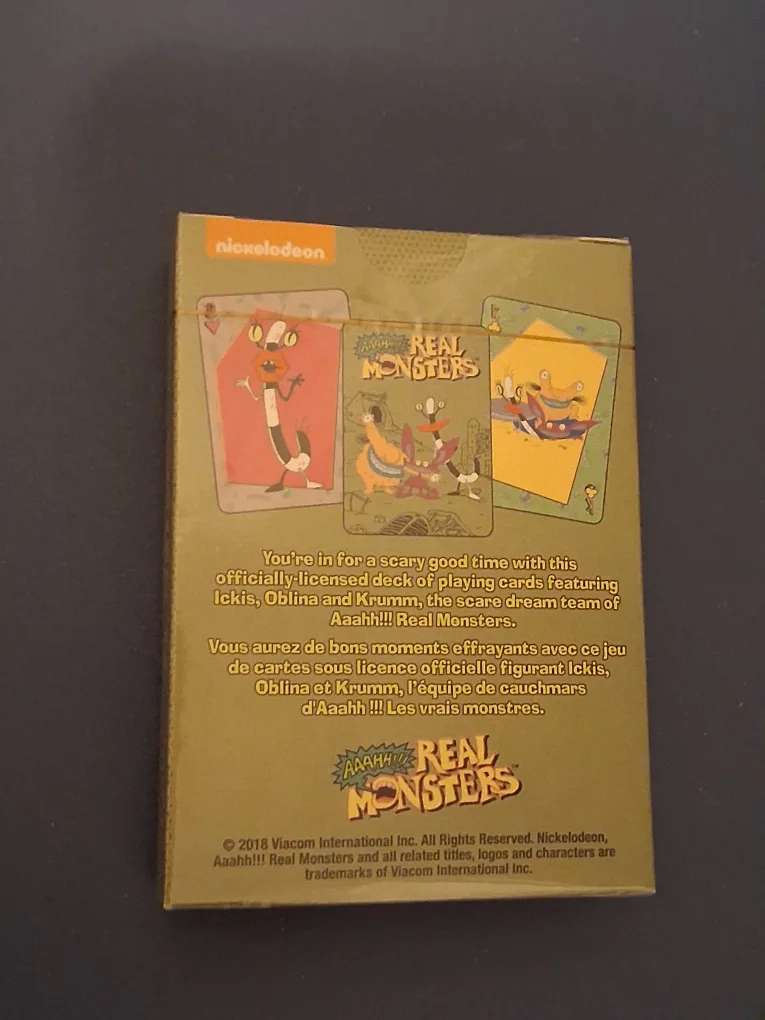 nickelodeon
K
AAAHH!!!
REAL
MONSTERS
You're in for a scary good time with this
officially-licensed deck of playing cards featuring
Ickis, Oblina and Krumm, the scare dream team of
Aaahh!!! Real Monsters.
Vous aurez de bons moments effrayants avec ce jeu
de cartes sous licence officielle figurant Ickis,
Oblina et Krumm, l'équipe de cauchmars
d'Aaahh !!! Les vrais monstres.
AAAHH!!!
REAL
MONSTERS™
© 2018 Viacom International Inc. All Rights Reserved. Nickelodeon,
Aaahh!!! Real Monsters and all related titles, logos and characters are
trademarks of Viacom International Inc.